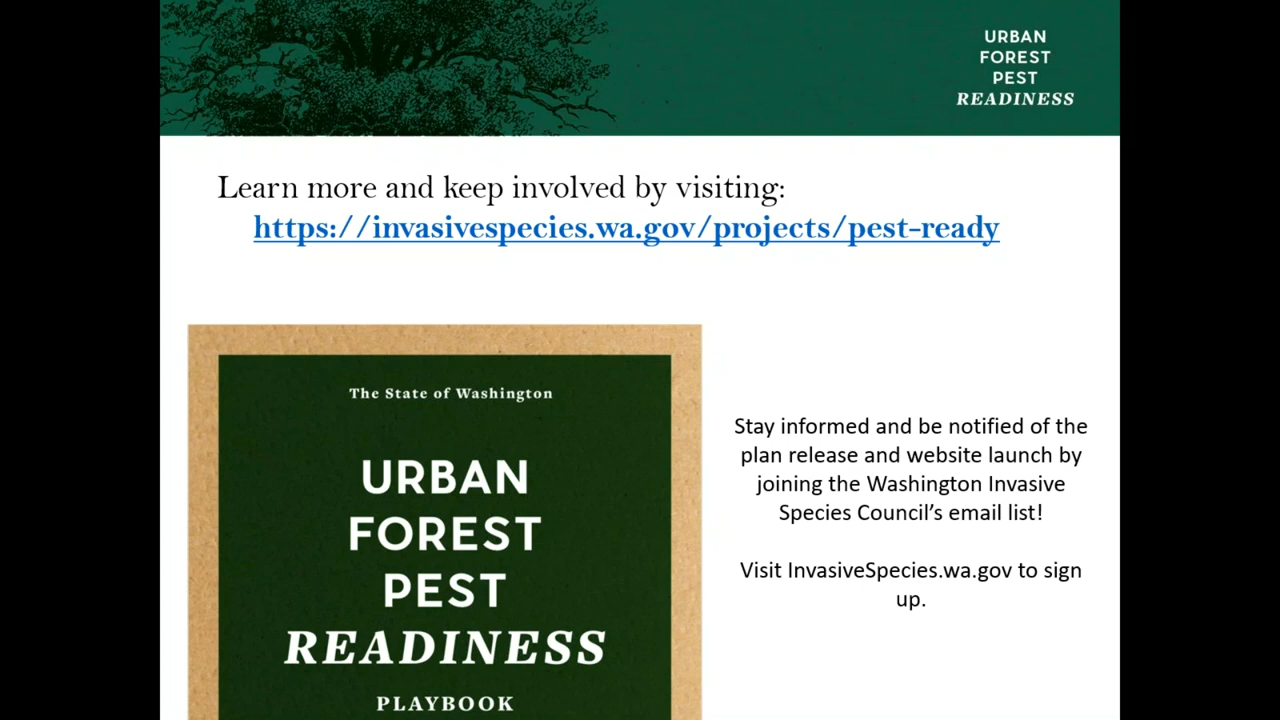 URBAN
FOREST
PEST
READINESS
Learn more and keep involved by visiting:
https://invasivespecies.wa.gov/projects/pest-ready
The State of Washington
URBAN
FOREST
PEST
READINESS
PLAYBOOK
Stay informed and be notified of the
plan release and website launch by
joining the Washington Invasive
Species Council’s email list!
Visit InvasiveSpecies.wa.gov to sign
up.